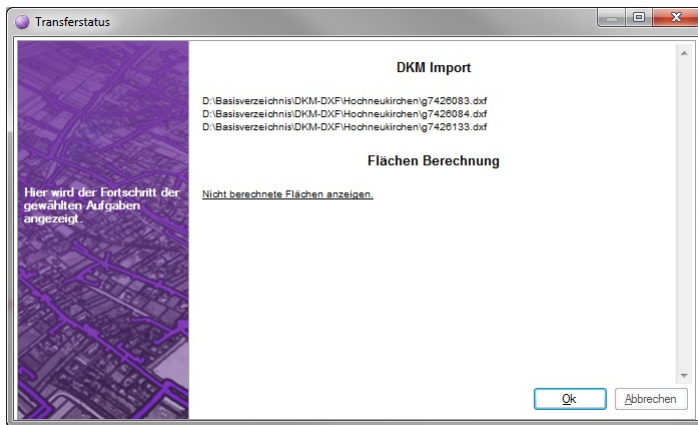 Transferstatus
DKM Import
D:\Basisverzeichnis\DKM-DXF\Hochneukirchen\g7426083.dxf
D:\Basisverzeichnis\DKM-DXF\Hochneukirchen\g7426084.dxf
D:\Basisverzeichnis\DKM-DXF\Hochneukirchen\g7426133.dxf
Flächen Berechnung
Nicht berechnete Flächen anzeigen.
Hier wird der Fortschritt der
gewählten Aufgaben
angezeigt.
Ok
Abbrechen